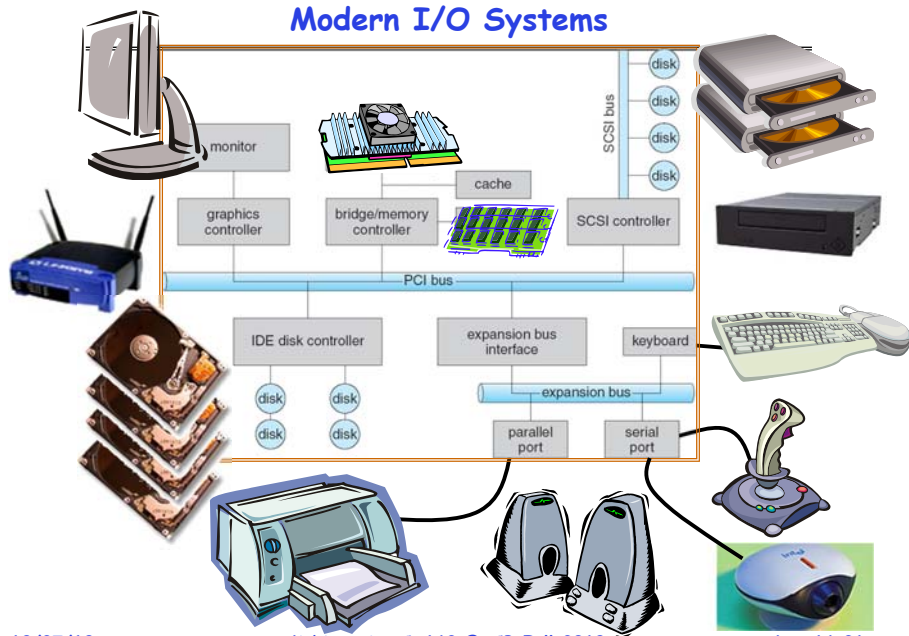 Modern I/O Systems
disk
disk
disk
disk
SCSI bus
monitor
cache
graphics
controller
bridge/memory
controller
SCSI controller
PCI bus
IDE disk controller
expansion bus
interface
keyboard
disk
disk
disk
disk
expansion bus
parallel
port
serial
port